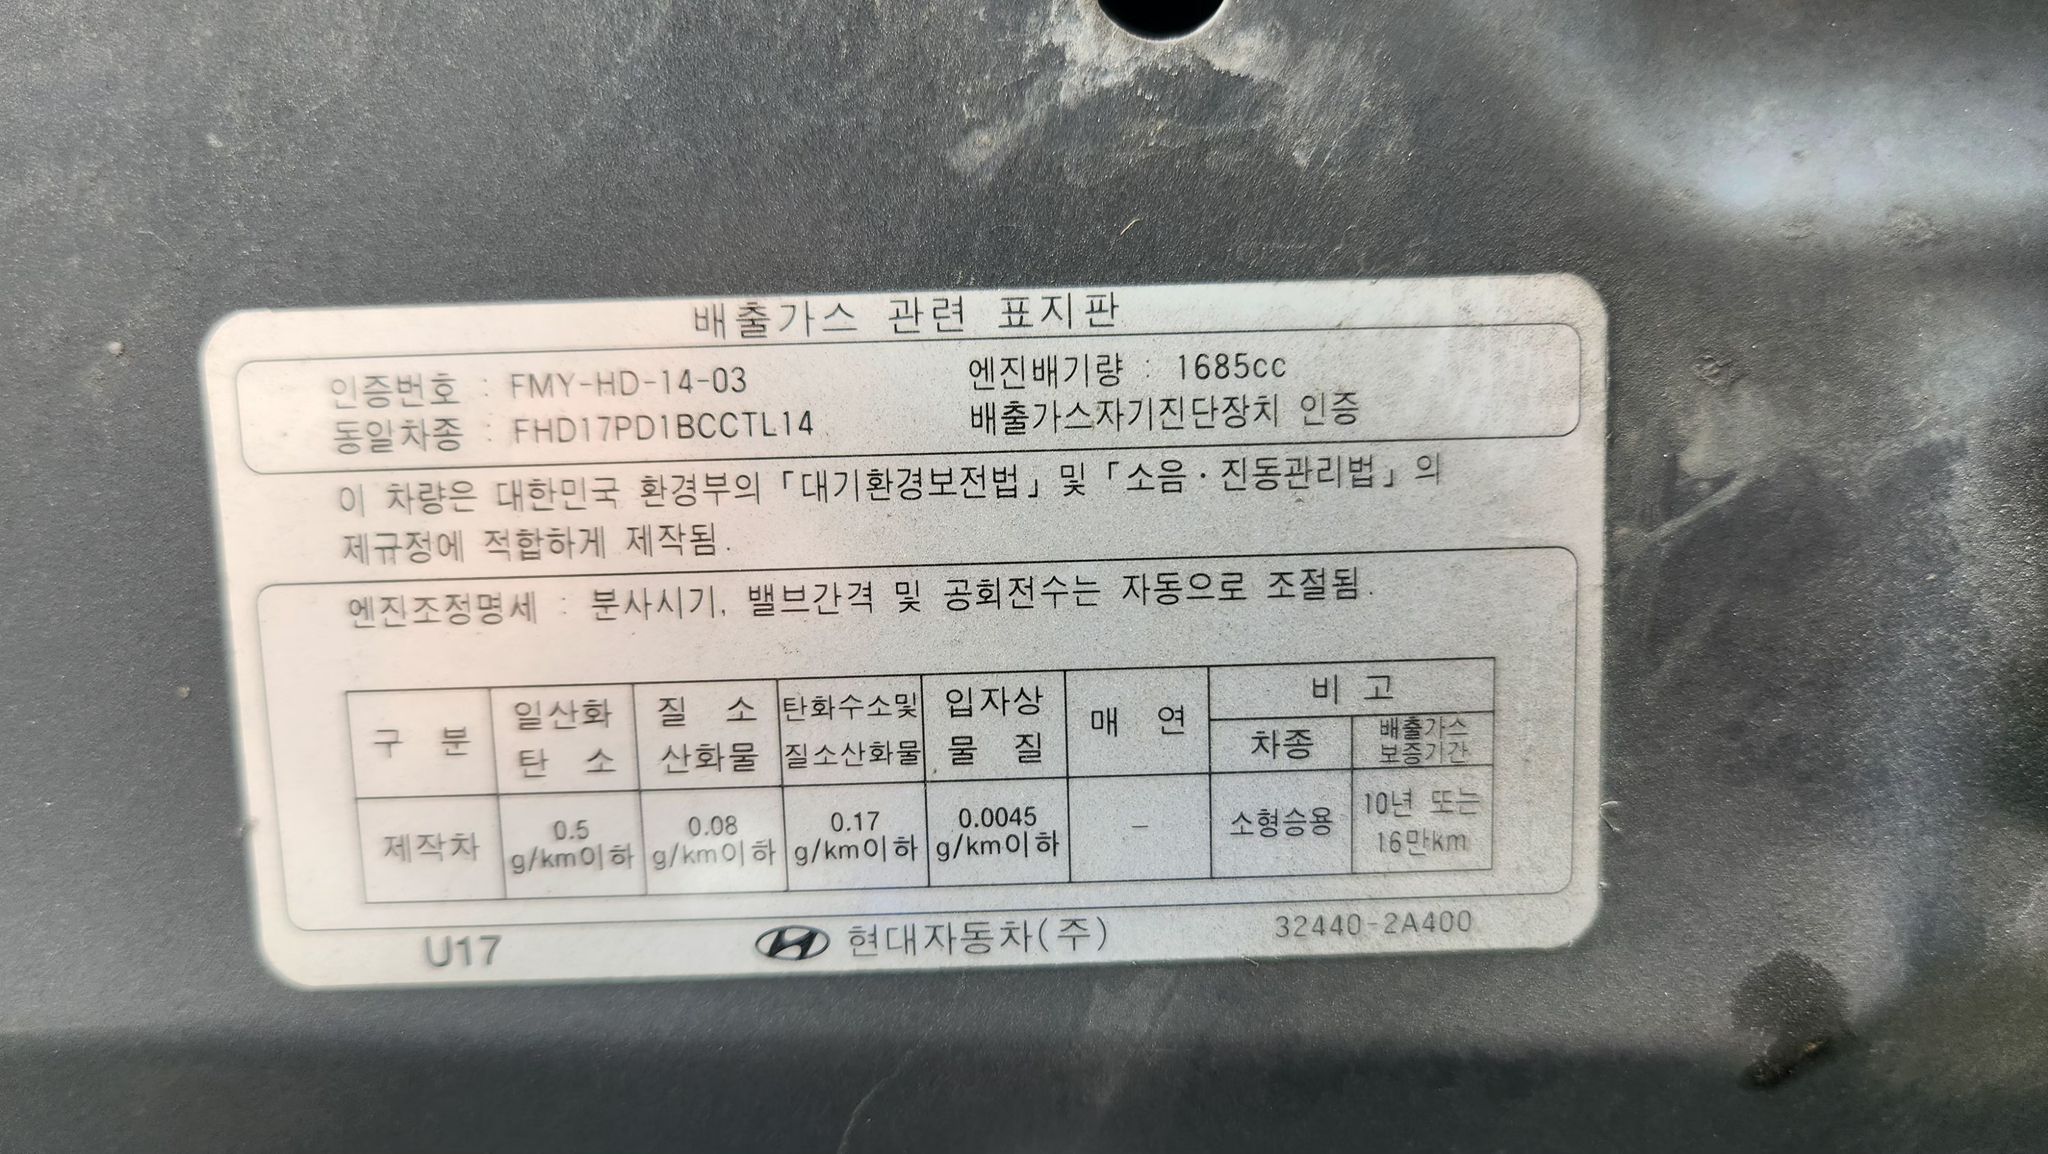 배출가스 관련 표지판
인증번호 : FMY-HD-14-03 엔진배기량 : 1685cc
동일차종 : FHD17PD1BCCTL14 배출가스자기진단장치 인증
이 차량은 대한민국 환경부의 「대기환경보전법」 및 「소음·진동관리법」의
제규정에 적합하게 제작됨.
엔진조정명세 : 분사시기, 밸브간격 및 공회전수는 자동으로 조절됨.
구 분 일산화 탄 소 질 소 산화물 탄화수소및 질소산화물 입자상 물 질 매 연 비 고
차종 배출가스 보증기간
제작차 0.5 g/km이하 0.08 g/km이하 0.17 g/km이하 0.0045 g/km이하 - 소형승용 10년 또는 16만km
U17 현대자동차(주) 32440-2A400